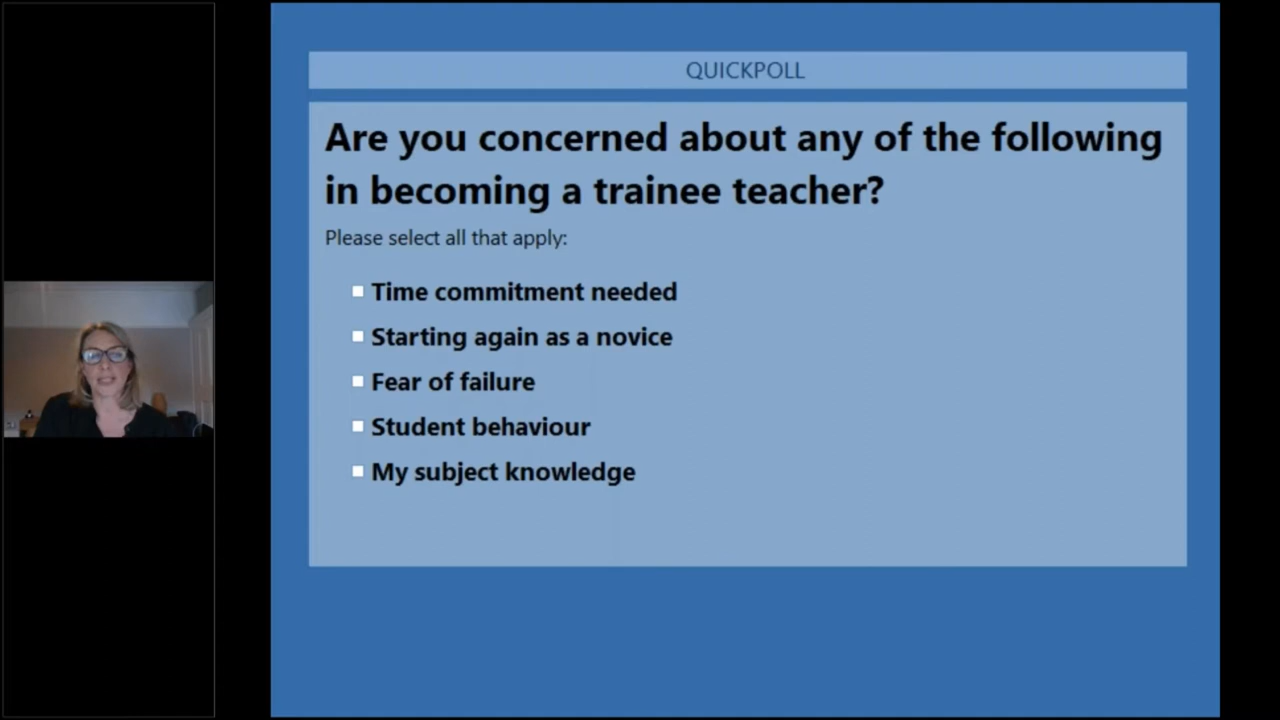 QUICKPOLL
Are you concerned about any of the following
in becoming a trainee teacher?
Please select all that apply:
Time commitment needed
Starting again as a novice
Fear of failure
Student behaviour
My subject knowledge